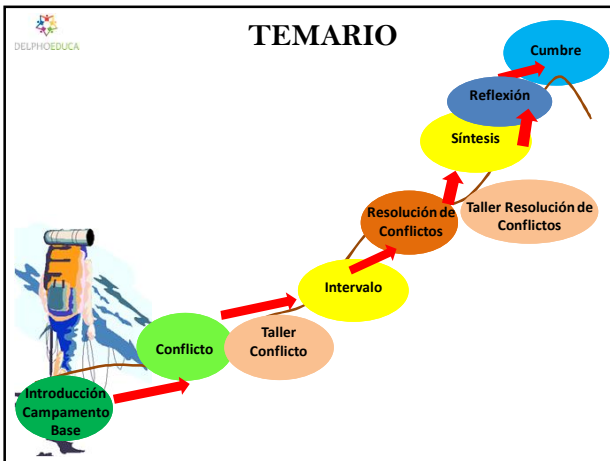 DELPHOEDUCA
TEMARIO
Cumbre
Reflexión
Síntesis
Resolución de
Conflictos
Taller Resolución de
Conflictos
Intervalo
Conflicto
Taller
Conflicto
Introducción
Campamento
Base